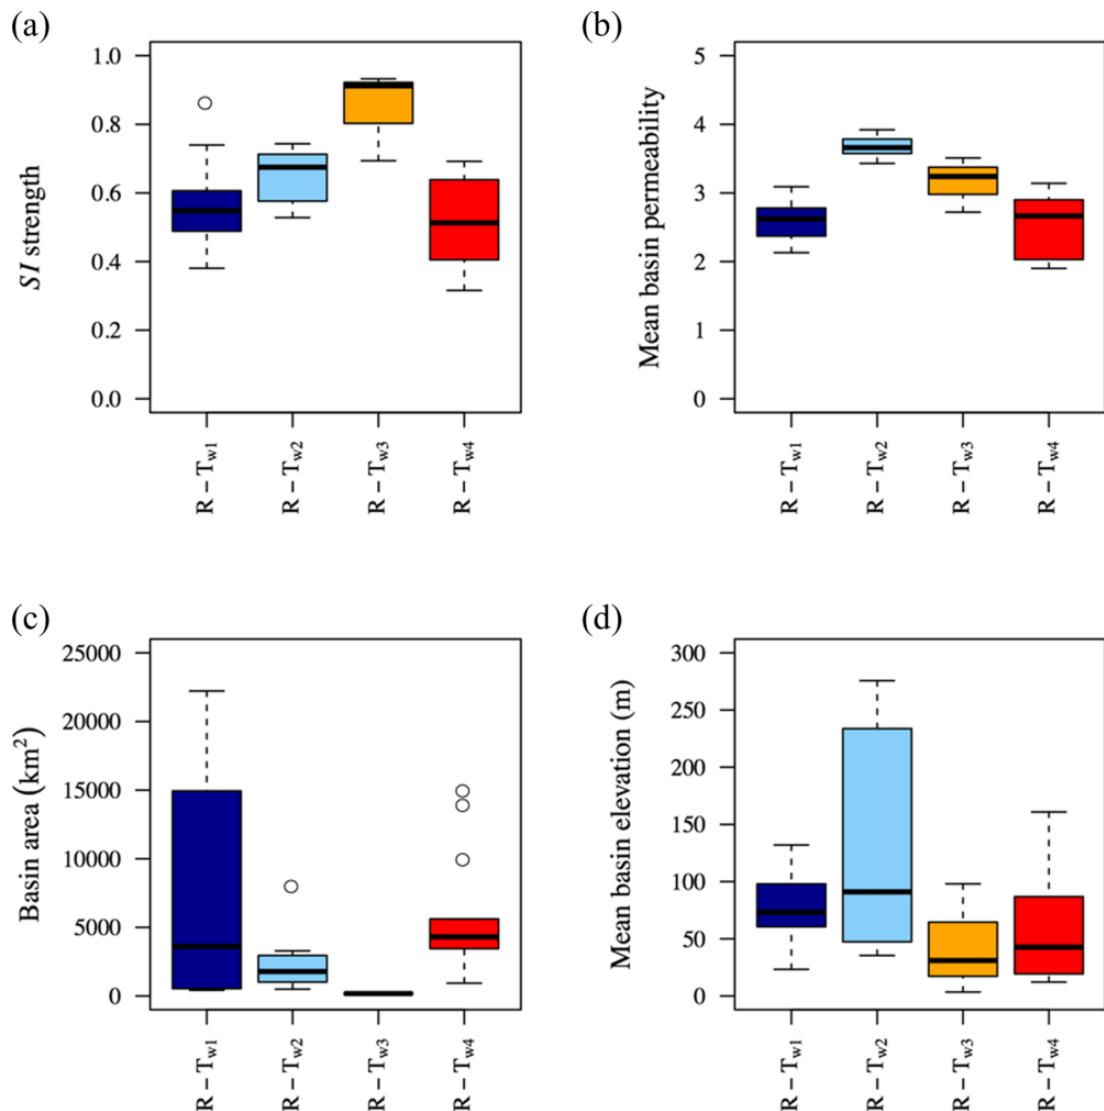 (a)
SI strength
1.0
0.8
0.6
0.4
0.2
0.0
R – Tw1
R – Tw2
R – Tw3
R – Tw4
(b)
Mean basin permeability
5
4
3
2
1
0
R – Tw1
R – Tw2
R – Tw3
R – Tw4
(c)
Basin area (km²)
25000
20000
15000
10000
5000
0
R – Tw1
R – Tw2
R – Tw3
R – Tw4
(d)
Mean basin elevation (m)
300
250
200
150
100
50
0
R – Tw1
R – Tw2
R – Tw3
R – Tw4